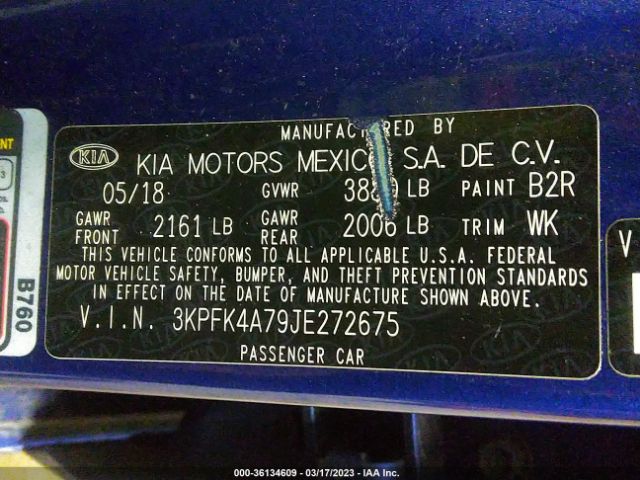 MANUFACTURED BY
KIA KIA MOTORS MEXICO S.A. DE C.V.
05/18 GVWR LB PAINT B2R
GAWR FRONT 2161 LB GAWR REAR 2006 LB TRIM WK
THIS VEHICLE CONFORMS TO ALL APPLICABLE U.S.A. FEDERAL
MOTOR VEHICLE SAFETY, BUMPER, AND THEFT PREVENTION STANDARDS
IN EFFECT ON THE DATE OF MANUFACTURE SHOWN ABOVE.
V.I.N. 3KPFK4A79JE272675
PASSENGER CAR
B760
000-36134609 - 03/17/2023 - IAA Inc.